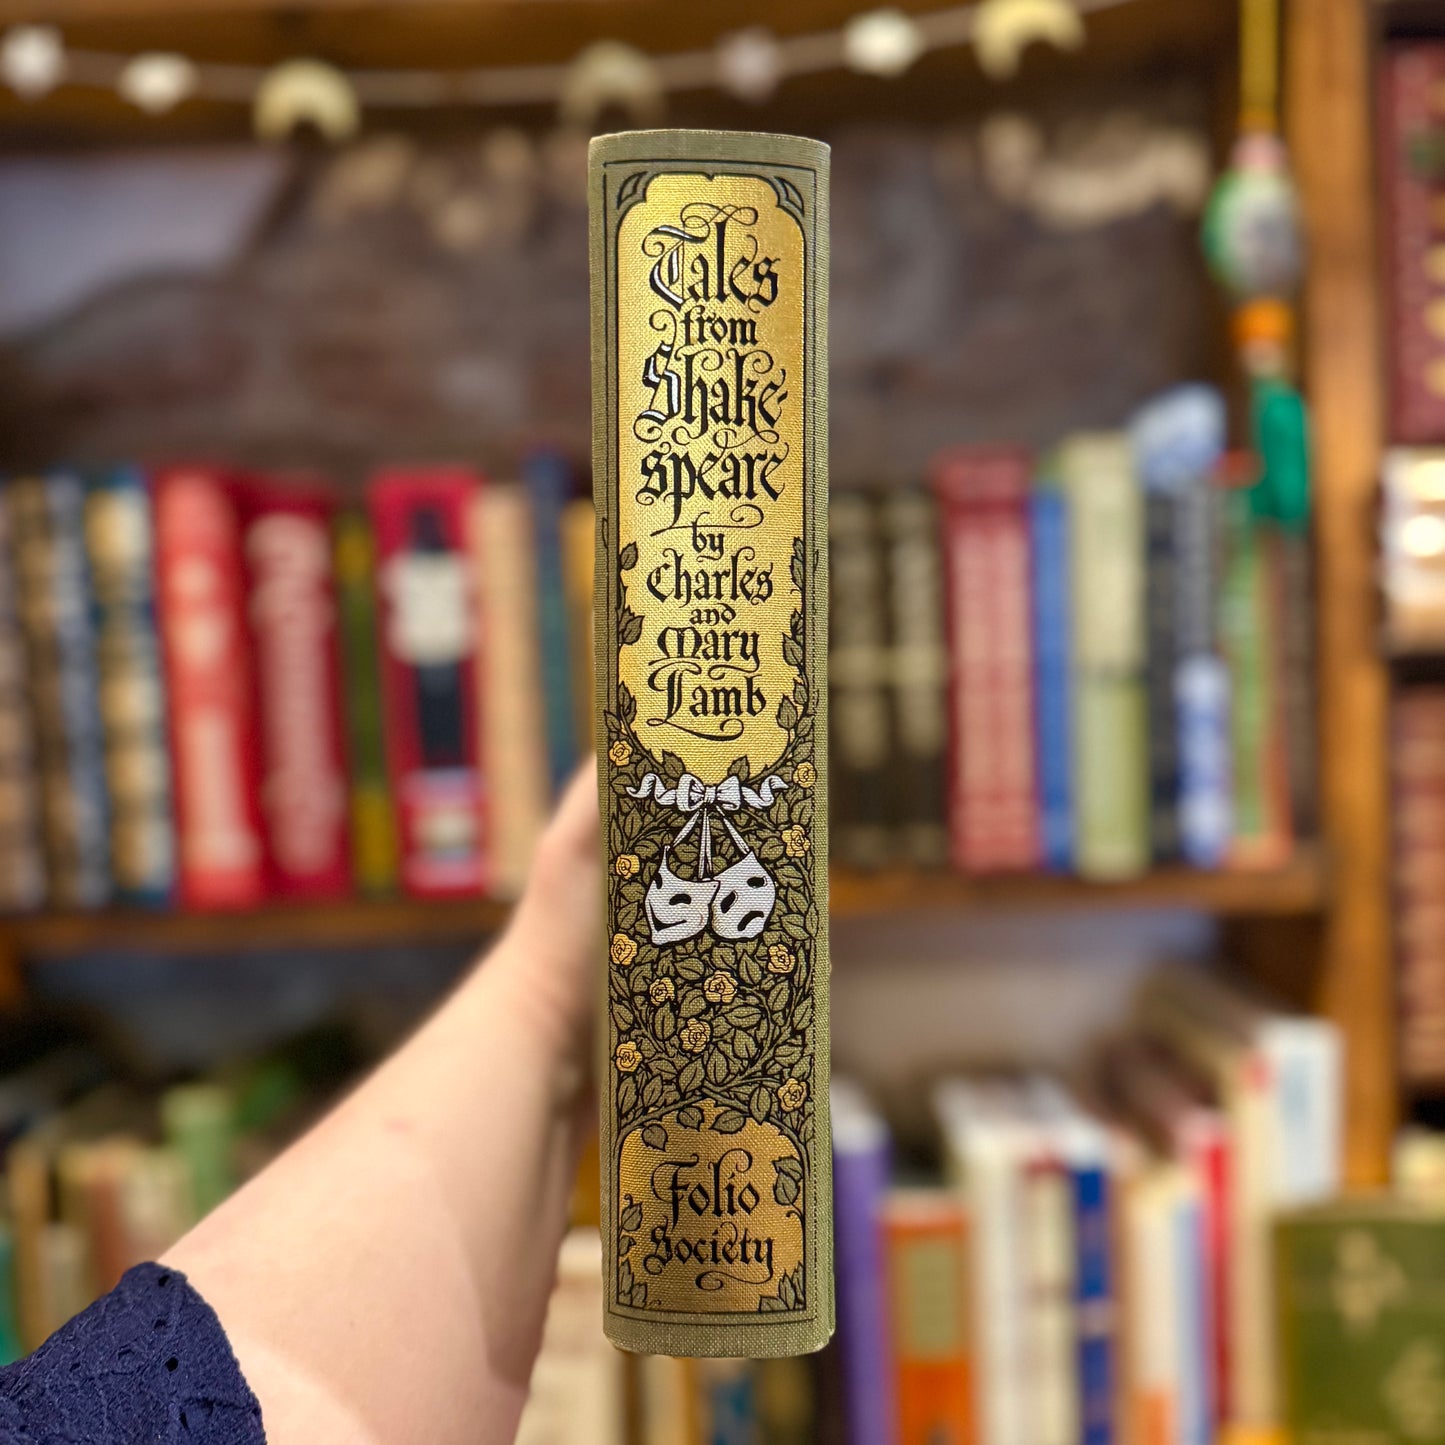 Tales
from
Shake-
speare
by
Charles
and
Mary
Lamb
Folio
Society